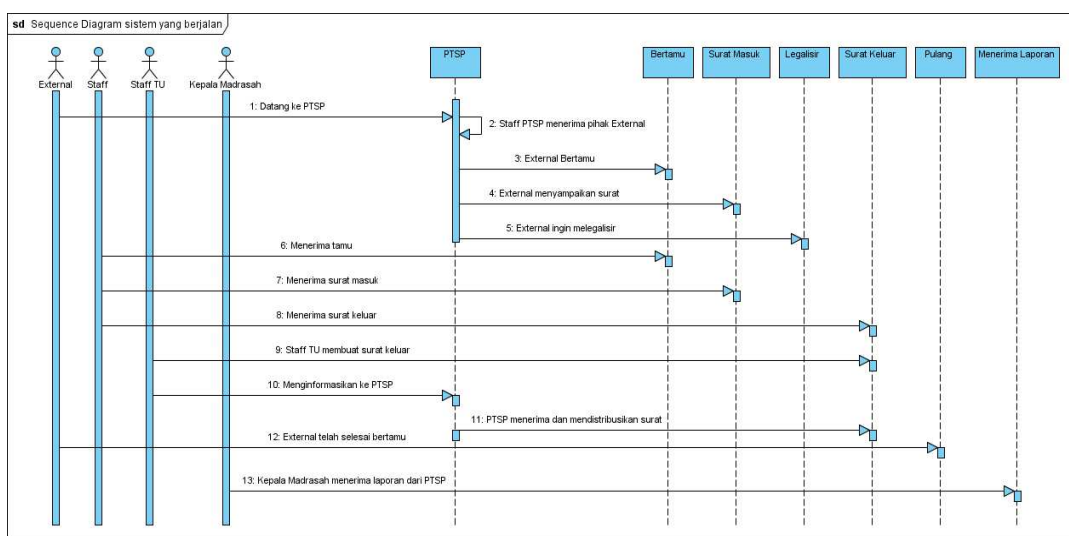 sd Sequence Diagram sistem yang berjalan
External
Staff
Staff TU
Kepala Madrasah
PTSP
Bertamu
Surat Masuk
Legalisir
Surat Keluar
Pulang
Menerima Laporan
1: Datang ke PTSP
2: Staff PTSP menerima pihak External
3: External Bertamu
4: External menyampaikan surat
5: External ingin melegalisir
6: Menerima tamu
7: Menerima surat masuk
8: Menerima surat keluar
9: Staff TU membuat surat keluar
10: Menginformasikan ke PTSP
11: PTSP menerima dan mendistribusikan surat
12: External telah selesai bertamu
13: Kepala Madrasah menerima laporan dari PTSP